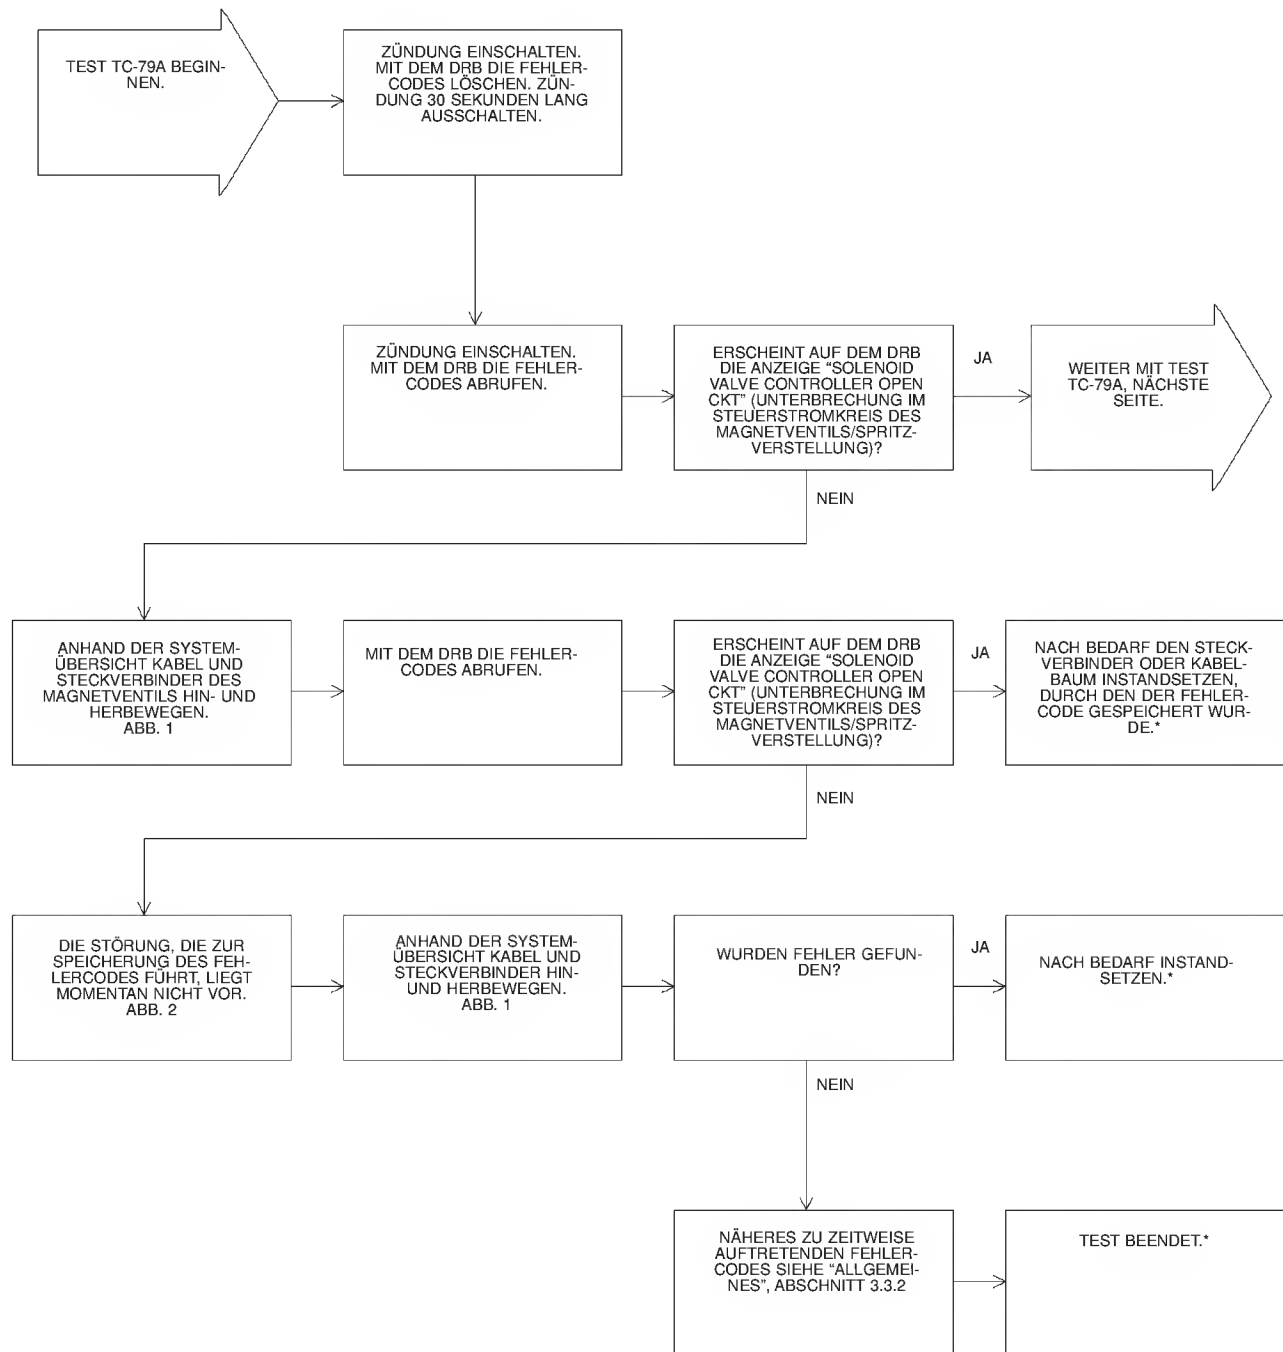 TEST TC-79A BEGIN-
NEN.
ZÜNDUNG EINSCHALTEN.
MIT DEM DRB DIE FEHLER-
CODES LÖSCHEN. ZÜN-
DUNG 30 SEKUNDEN LANG
AUSSCHALTEN.
ZÜNDUNG EINSCHALTEN.
MIT DEM DRB DIE FEHLER-
CODES ABRUFEN.
ERSCHEINT AUF DEM DRB
DIE ANZEIGE “SOLENOID
VALVE CONTROLLER OPEN
CKT” (UNTERBRECHUNG IM
STEUERSTROMKREIS DES
MAGNETVENTILS/SPRITZ-
VERSTELLUNG)?
JA
WEITER MIT TEST
TC-79A, NÄCHSTE
SEITE.
NEIN
ANHAND DER SYSTEM-
ÜBERSICHT KABEL UND
STECKVERBINDER DES
MAGNETVENTILS HIN- UND
HERBEWEGEN.
ABB. 1
MIT DEM DRB DIE FEHLER-
CODES ABRUFEN.
ERSCHEINT AUF DEM DRB
DIE ANZEIGE “SOLENOID
VALVE CONTROLLER OPEN
CKT” (UNTERBRECHUNG IM
STEUERSTROMKREIS DES
MAGNETVENTILS/SPRITZ-
VERSTELLUNG)?
JA
NACH BEDARF DEN STECK-
VERBINDER ODER KABEL-
BAUM INSTANDSETZEN,
DURCH DEN DER FEHLER-
CODE GESPEICHERT WUR-
DE.*
NEIN
DIE STÖRUNG, DIE ZUR
SPEICHERUNG DES FEH-
LERCODES FÜHRT, LIEGT
MOMENTAN NICHT VOR.
ABB. 2
ANHAND DER SYSTEM-
ÜBERSICHT KABEL UND
STECKVERBINDER HIN-
UND HERBEWEGEN.
ABB. 1
WURDEN FEHLER GEFUN-
DEN?
JA
NACH BEDARF INSTAND-
SETZEN.*
NEIN
NÄHERES ZU ZEITWEISE
AUFTRETENDEN FEHLER-
CODES SIEHE “ALLGEMEI-
NES”, ABSCHNITT 3.3.2
TEST BEENDET.*